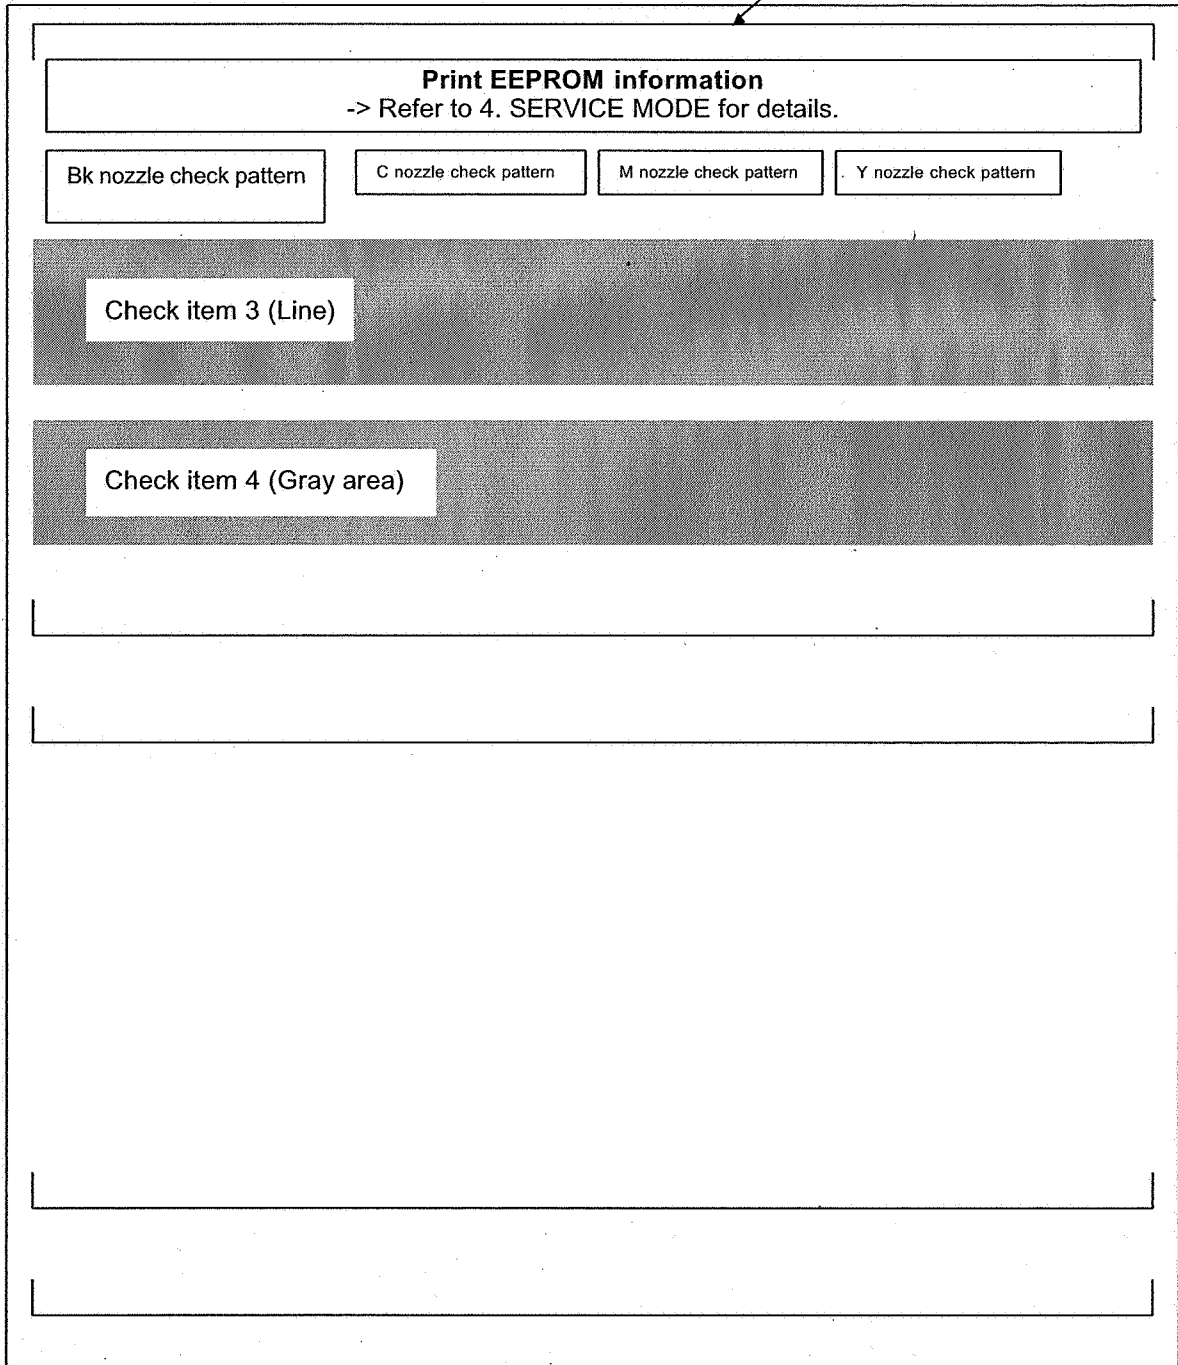 Print EEPROM information
-> Refer to 4. SERVICE MODE for details.
Bk nozzle check pattern
C nozzle check pattern
M nozzle check pattern
Y nozzle check pattern
Check item 3 (Line)
Check item 4 (Gray area)